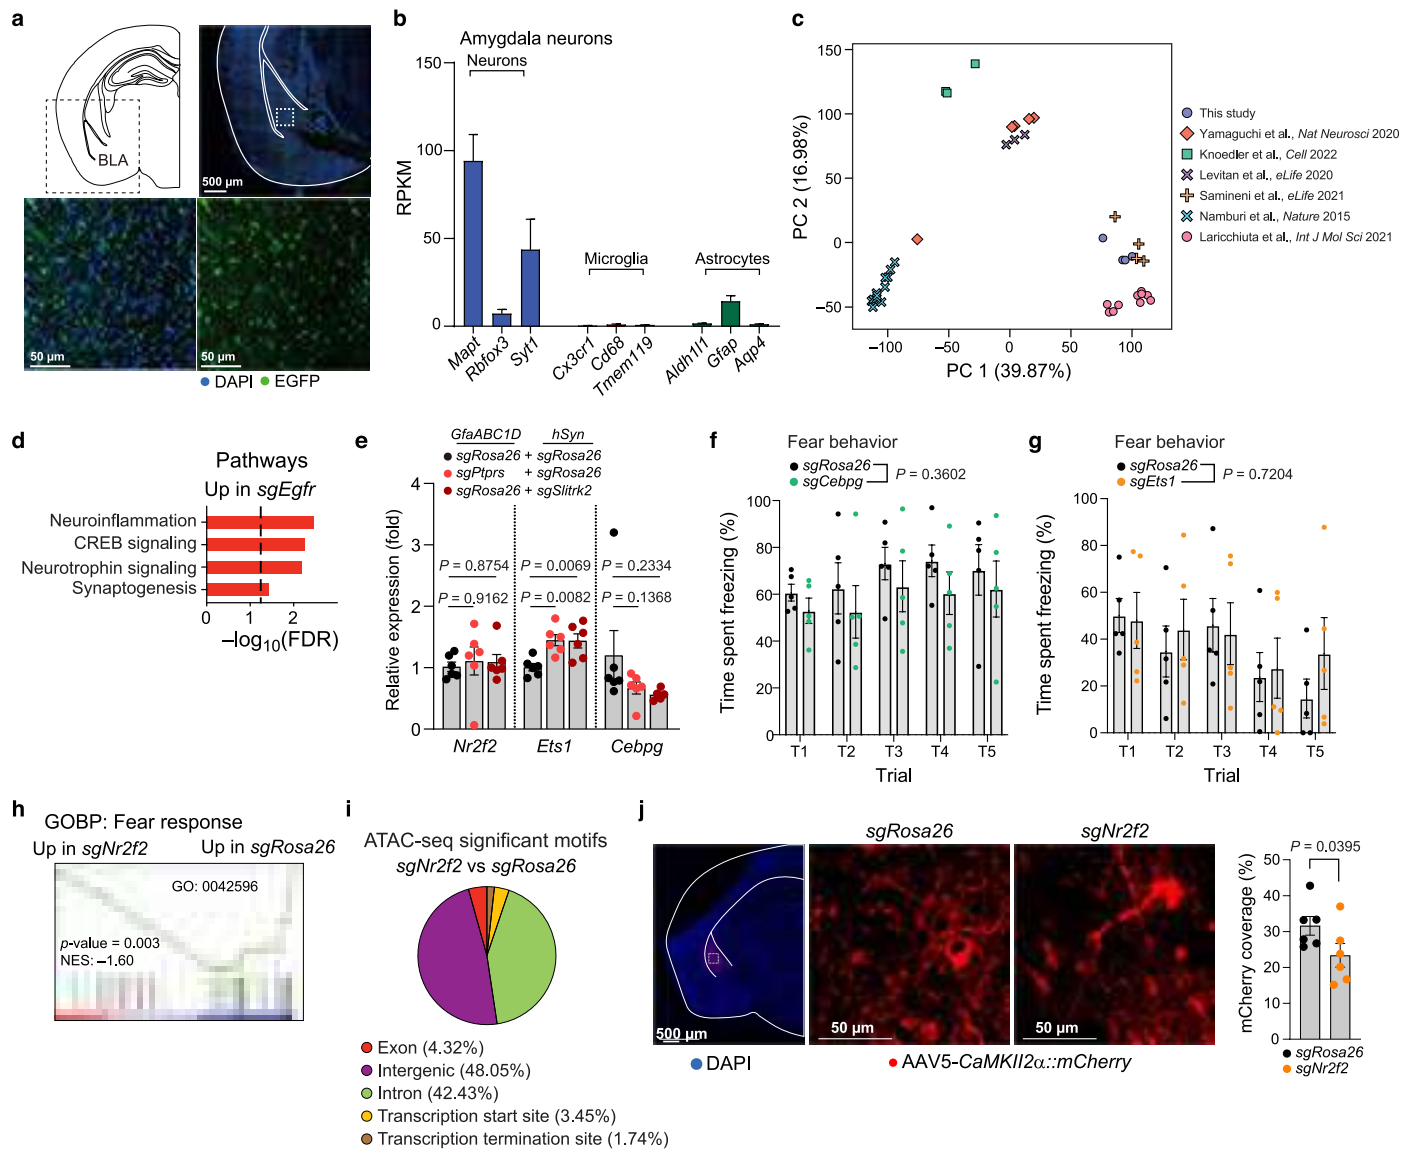 a
BLA
500 µm
50 µm
50 µm
DAPI EGFP
b
Amygdala neurons
Neurons
Microglia
Astrocytes
RPKM
150
100
50
0
Mapt
Rbfox3
Syt1
Cx3cr1
Cd68
Tmem119
Aldh1l1
Gfap
Aqp4
c
PC 2 (16.98%)
150
100
50
0
−50
−100 −50 0 50 100
PC 1 (39.87%)
This study
Yamaguchi et al., Nat Neurosci 2020
Knoedler et al., Cell 2022
Levitan et al., eLife 2020
Samineni et al., eLife 2021
Namburi et al., Nature 2015
Laricchiuta et al., Int J Mol Sci 2021
d
Pathways
Up in sgEgfr
Neuroinflammation
CREB signaling
Neurotrophin signaling
Synaptogenesis
0 1 2
−log10(FDR)
e
GfaABC1D hSyn
sgRosa26 + sgRosa26
sgPtprs + sgRosa26
sgRosa26 + sgSlitrk2
Relative expression (fold)
4
3
2
1
0
P = 0.8754
P = 0.9162
P = 0.0069
P = 0.0082
P = 0.2334
P = 0.1368
Nr2f2 Ets1 Cebpg
f
Fear behavior
sgRosa26
sgCebpg
P = 0.3602
Time spent freezing (%)
100
80
60
40
20
0
T1 T2 T3 T4 T5
Trial
g
Fear behavior
sgRosa26
sgEts1
P = 0.7204
Time spent freezing (%)
100
80
60
40
20
0
T1 T2 T3 T4 T5
Trial
h
GOBP: Fear response
Up in sgNr2f2 Up in sgRosa26
GO: 0042596
p-value = 0.003
NES: −1.60
i
ATAC-seq significant motifs
sgNr2f2 vs sgRosa26
Exon (4.32%)
Intergenic (48.05%)
Intron (42.43%)
Transcription start site (3.45%)
Transcription termination site (1.74%)
j
sgRosa26 sgNr2f2
500 µm
50 µm
50 µm
DAPI
AAV5-CaMKII2α::mCherry
P = 0.0395
mCherry coverage (%)
50
40
30
20
10
0
sgRosa26
sgNr2f2